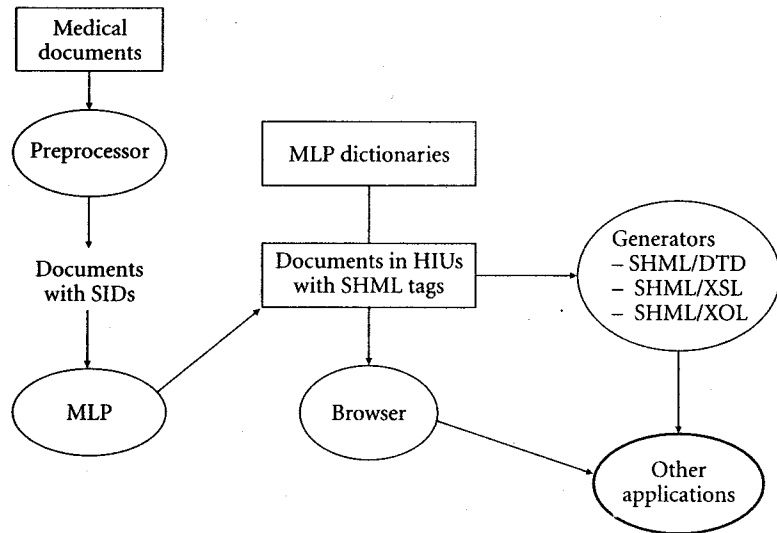 Medical
documents
Preprocessor
Documents
with SIDs
MLP
MLP dictionaries
Documents in HIUs
with SHML tags
Browser
Generators
– SHML/DTD
– SHML/XSL
– SHML/XOL
Other
applications